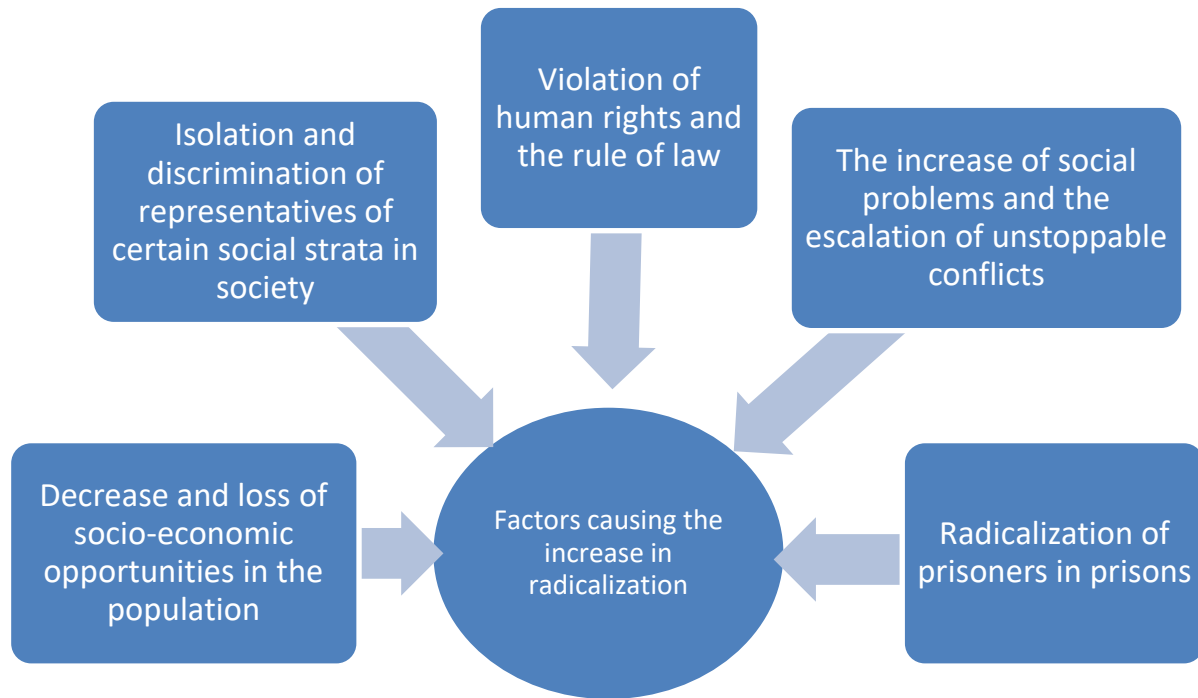 Violation of
human rights and
the rule of law
Isolation and
discrimination of
representatives of
certain social strata in
society
The increase of social
problems and the
escalation of unstoppable
conflicts
Decrease and loss of
socio-economic
opportunities in the
population
Factors causing the
increase in
radicalization
Radicalization of
prisoners in prisons